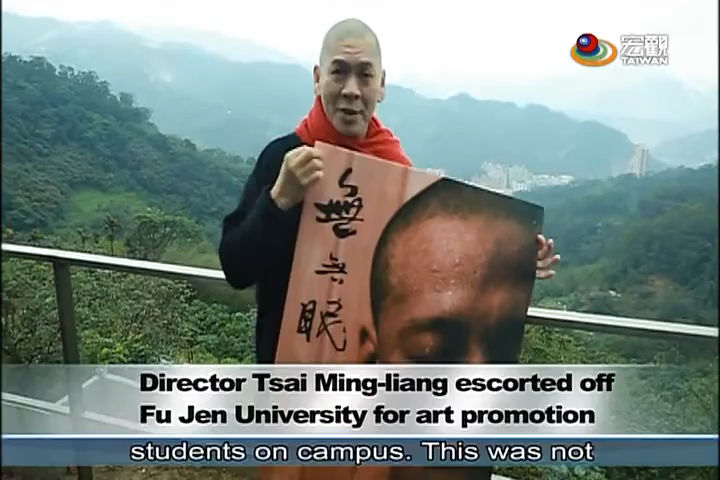 宏觀
TAIWAN
無
無
眠
Director Tsai Ming-liang escorted off
Fu Jen University for art promotion
students on campus. This was not